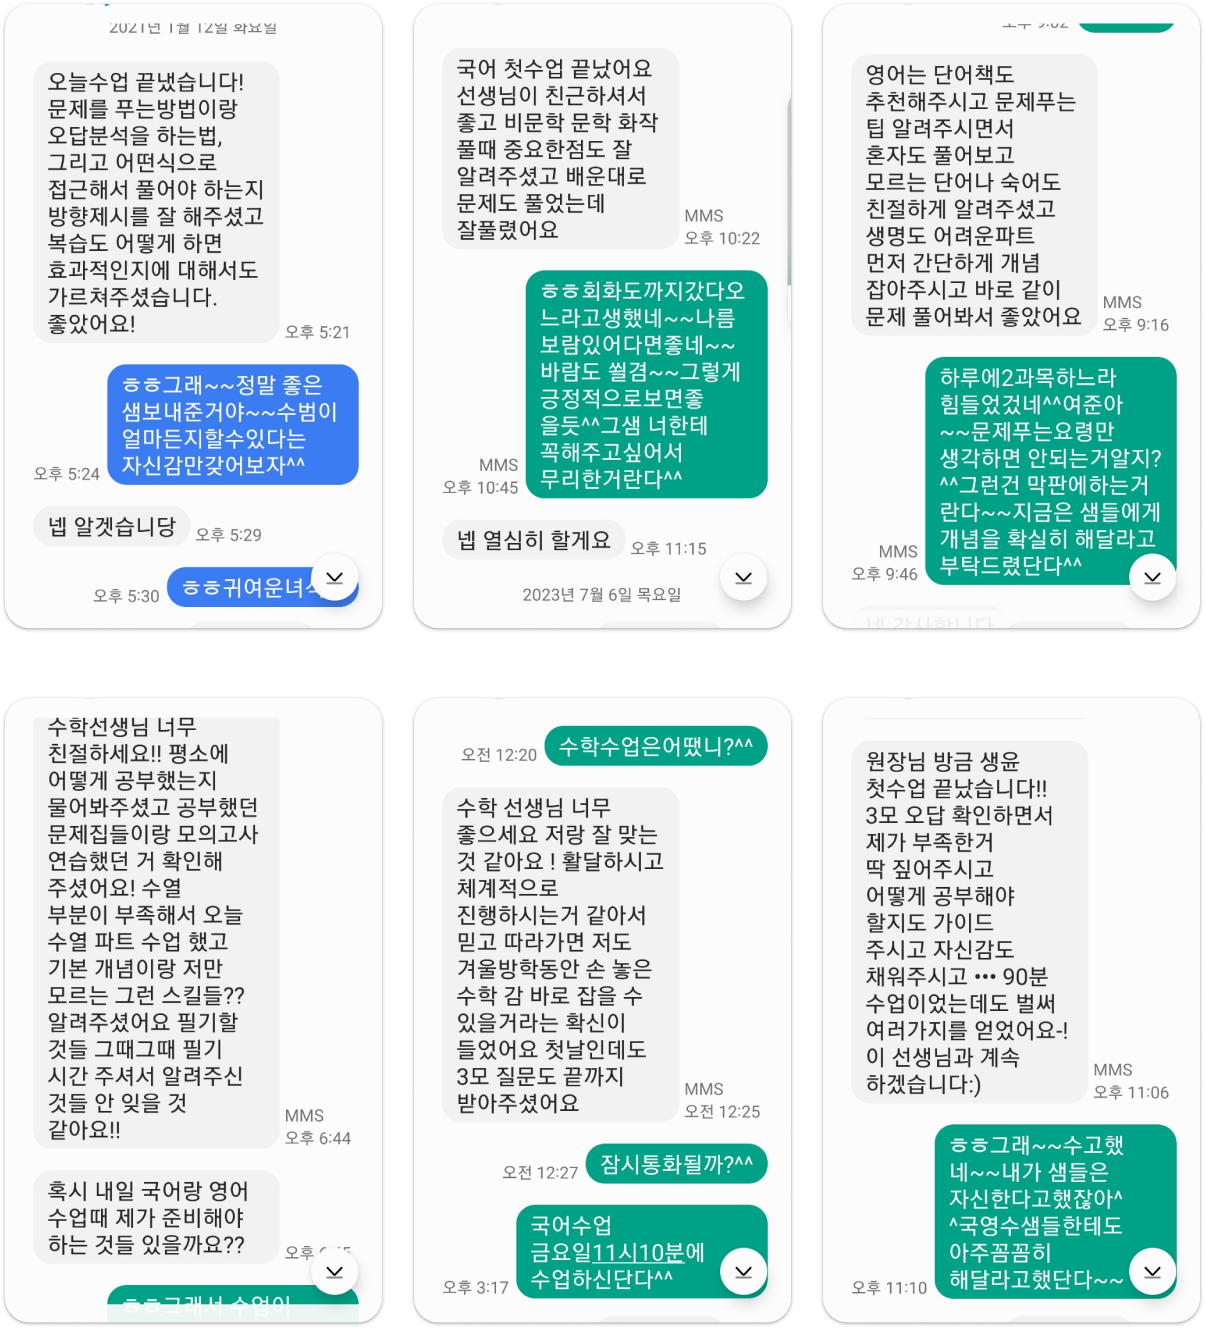 2021년 1월 12일 화요일
오늘수업 끝냈습니다!
문제를 푸는방법이랑
오답분석을 하는법,
그리고 어떤식으로
접근해서 풀어야 하는지
방향제시를 잘 해주셨고
복습도 어떻게 하면
효과적인지에 대해서도
가르쳐주셨습니다.
좋았어요!
오후 5:21
ㅎㅎ그래~~정말 좋은
샘보내준거야~~수범이
얼마든지할수있다는
자신감만갖어보자^^
오후 5:24
넵 알겟습니당
오후 5:29
ㅎㅎ귀여운녀
오후 5:30
국어 첫수업 끝났어요
선생님이 친근하셔서
좋고 비문학 문학 화작
풀때 중요한점도 잘
알려주셨고 배운대로
문제도 풀었는데
잘풀렸어요
MMS
오후 10:22
ㅎㅎ회화도까지갔다오
느라고생했네~~나름
보람있어다면좋네~~
바람도 쐴겸~~그렇게
긍정적으로보면좋
을듯^^그샘 너한테
꼭해주고싶어서
무리한거란다^^
MMS
오후 10:45
넵 열심히 할게요
오후 11:15
2023년 7월 6일 목요일
오후 9:02
영어는 단어책도
추천해주시고 문제푸는
팁 알려주시면서
혼자도 풀어보고
모르는 단어나 숙어도
친절하게 알려주셨고
생명도 어려운파트
먼저 간단하게 개념
잡아주시고 바로 같이
문제 풀어봐서 좋았어요
MMS
오후 9:16
하루에2과목하느라
힘들었겄네^^여준아
~~문제푸는요령만
생각하면 안되는거알지?
^^그런건 막판에하는거
란다~~지금은 샘들에게
개념을 확실히 해달라고
부탁드렸단다^^
MMS
오후 9:46
네 감사합니다
수학선생님 너무
친절하세요!! 평소에
어떻게 공부했는지
물어봐주셨고 공부했던
문제집들이랑 모의고사
연습했던 거 확인해
주셨어요! 수열
부분이 부족해서 오늘
수열 파트 수업 했고
기본 개념이랑 저만
모르는 그런 스킬들??
알려주셨어요 필기할
것들 그때그때 필기
시간 주셔서 알려주신
것들 안 잊을 것
같아요!!
MMS
오후 6:44
혹시 내일 국어랑 영어
수업때 제가 준비해야
하는 것들 있을까요??
오후
ㅎㅎ그래서 수업이
수학수업은어땠니?^^
오전 12:20
수학 선생님 너무
좋으세요 저랑 잘 맞는
것 같아요 ! 활달하시고
체계적으로
진행하시는거 같아서
믿고 따라가면 저도
겨울방학동안 손 놓은
수학 감 바로 잡을 수
있을거라는 확신이
들었어요 첫날인데도
3모 질문도 끝까지
받아주셨어요
MMS
오전 12:25
잠시통화될까?^^
오전 12:27
국어수업
금요일11시10분에
수업하신단다^^
오후 3:17
원장님 방금 생윤
첫수업 끝났습니다!!
3모 오답 확인하면서
제가 부족한거
딱 짚어주시고
어떻게 공부해야
할지도 가이드
주시고 자신감도
채워주시고 ••• 90분
수업이었는데도 벌써
여러가지를 얻었어요-!
이 선생님과 계속
하겠습니다:)
MMS
오후 11:06
ㅎㅎ그래~~수고했
네~~내가 샘들은
자신한다고했잖아^
^국영수샘들한테도
아주꼼꼼히
해달라고했단다~~
오후 11:10